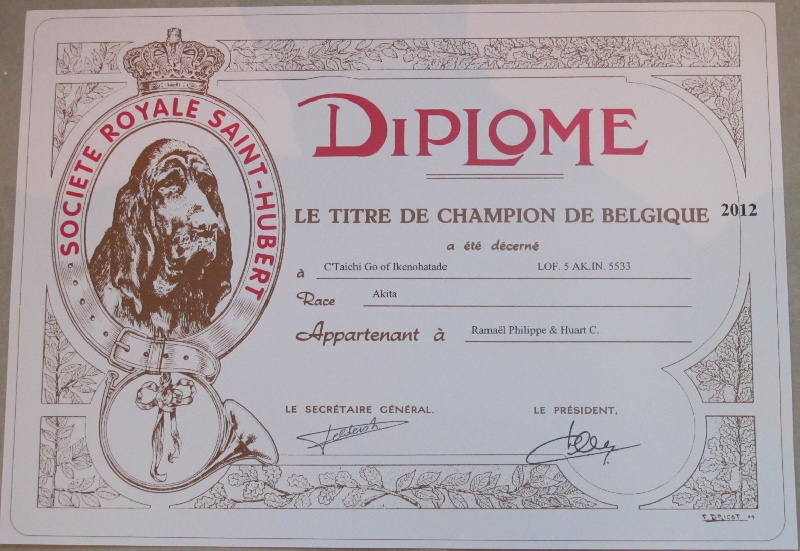 SOCIETE ROYALE SAINT-HUBERT
DIPLOME
LE TITRE DE CHAMPION DE BELGIQUE 2012
a été décerné
à C'Taichi Go of Ikenohatade LOF. 5 AK.IN. 5533
Race Akita
Appartenant à Ramaël Philippe & Huart C.
LE SECRÉTAIRE GÉNÉRAL. LE PRÉSIDENT,
F. DRICOT